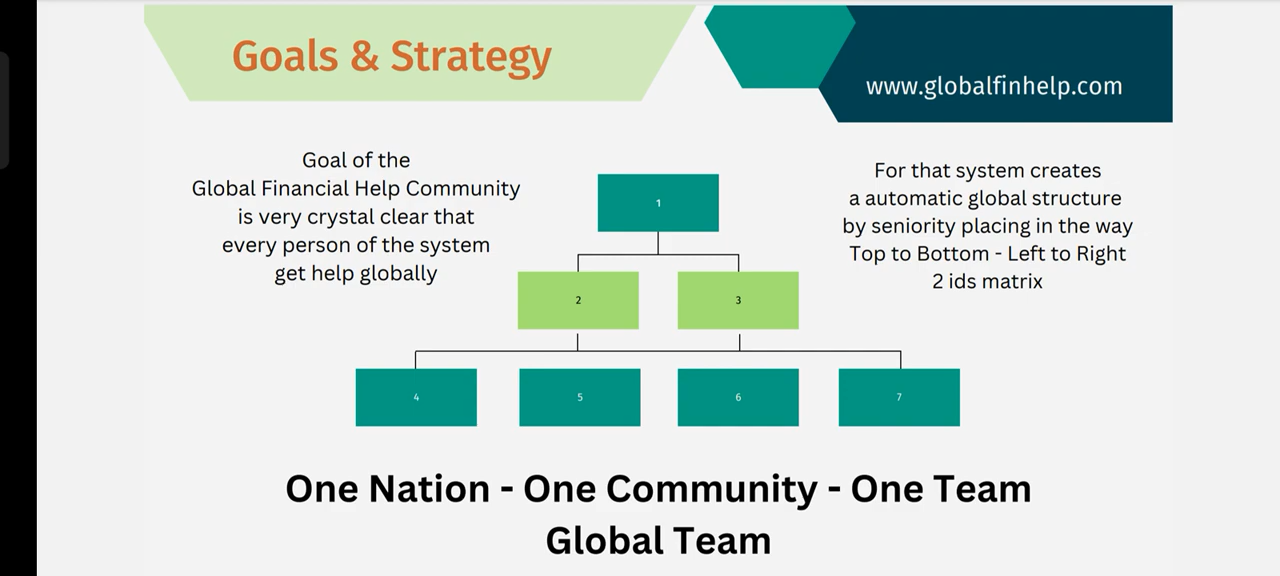 Goals & Strategy
www.globalfinhelp.com
Goal of the
Global Financial Help Community
is very crystal clear that
every person of the system
get help globally
For that system creates
a automatic global structure
by seniority placing in the way
Top to Bottom - Left to Right
2 ids matrix
1
2
3
4
5
6
7
One Nation - One Community - One Team
Global Team